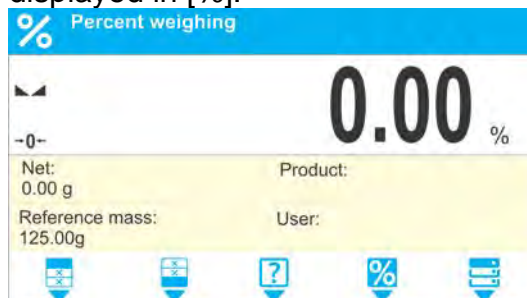 displayed in [%].
% Percent weighing
0.00 %
→0←
Net:
0.00 g
Product:
Reference mass:
125.00g
User:
? %